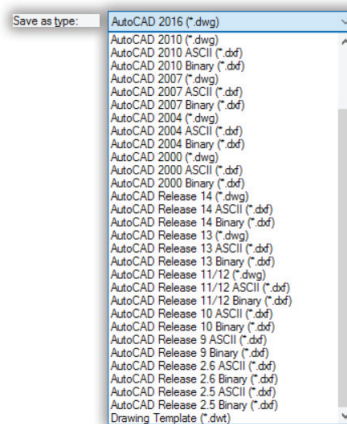 Save as type: AutoCAD 2016 (*.dwg)
AutoCAD 2010 (*.dwg)
AutoCAD 2010 ASCII (*.dxf)
AutoCAD 2010 Binary (*.dxf)
AutoCAD 2007 (*.dwg)
AutoCAD 2007 ASCII (*.dxf)
AutoCAD 2007 Binary (*.dxf)
AutoCAD 2004 (*.dwg)
AutoCAD 2004 ASCII (*.dxf)
AutoCAD 2004 Binary (*.dxf)
AutoCAD 2000 (*.dwg)
AutoCAD 2000 ASCII (*.dxf)
AutoCAD 2000 Binary (*.dxf)
AutoCAD Release 14 (*.dwg)
AutoCAD Release 14 ASCII (*.dxf)
AutoCAD Release 14 Binary (*.dxf)
AutoCAD Release 13 (*.dwg)
AutoCAD Release 13 ASCII (*.dxf)
AutoCAD Release 13 Binary (*.dxf)
AutoCAD Release 11/12 (*.dwg)
AutoCAD Release 11/12 ASCII (*.dxf)
AutoCAD Release 11/12 Binary (*.dxf)
AutoCAD Release 10 ASCII (*.dxf)
AutoCAD Release 10 Binary (*.dxf)
AutoCAD Release 9 ASCII (*.dxf)
AutoCAD Release 9 Binary (*.dxf)
AutoCAD Release 2.6 ASCII (*.dxf)
AutoCAD Release 2.6 Binary (*.dxf)
AutoCAD Release 2.5 ASCII (*.dxf)
AutoCAD Release 2.5 Binary (*.dxf)
Drawing Template (*.dwt)